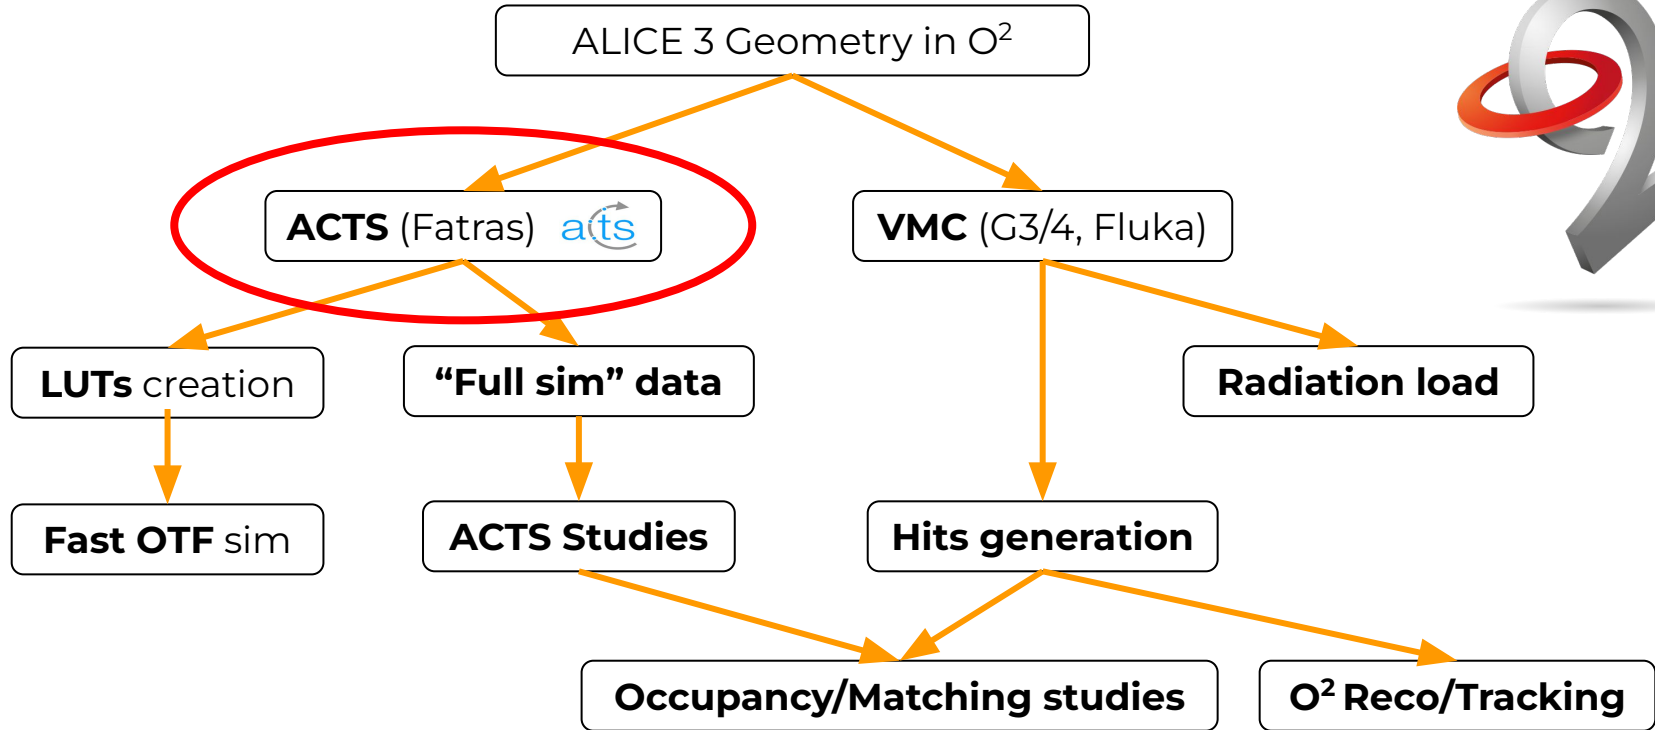 ALICE 3 Geometry in O²
ACTS (Fatras) acts
VMC (G3/4, Fluka)
LUTs creation
“Full sim” data
Radiation load
Fast OTF sim
ACTS Studies
Hits generation
Occupancy/Matching studies
O² Reco/Tracking